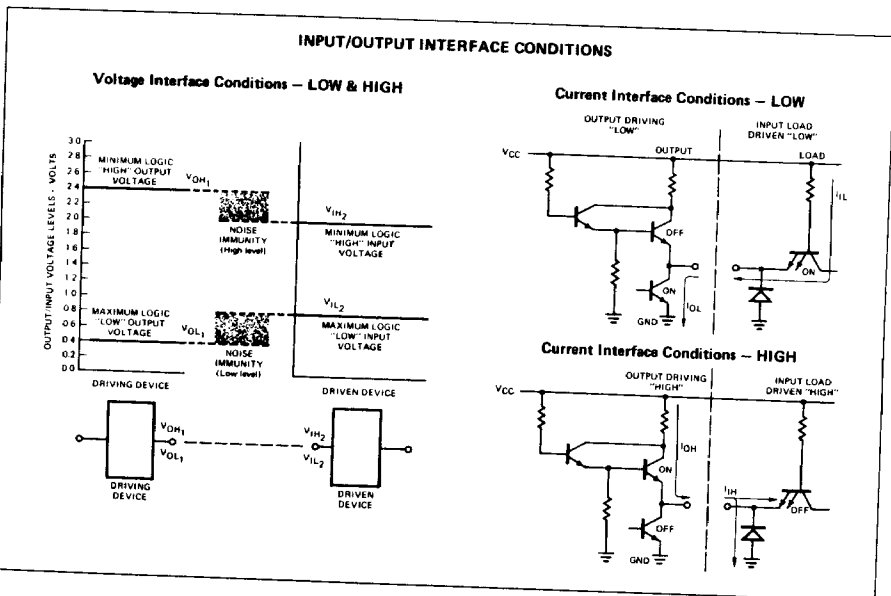 INPUT/OUTPUT INTERFACE CONDITIONS
Voltage Interface Conditions – LOW & HIGH
OUTPUT/INPUT VOLTAGE LEVELS - VOLTS
3.0
2.8
2.6
2.4
2.2
2.0
1.8
1.6
1.4
1.2
1.0
0.8
0.6
0.4
0.2
0.0
MINIMUM LOGIC
"HIGH" OUTPUT
VOLTAGE
VOH1
NOISE
IMMUNITY
(High level)
VIH2
MINIMUM LOGIC
"HIGH" INPUT
VOLTAGE
MAXIMUM LOGIC
"LOW" OUTPUT
VOLTAGE
VOL1
NOISE
IMMUNITY
(Low level)
VIL2
MAXIMUM LOGIC
"LOW" INPUT
VOLTAGE
DRIVING DEVICE
DRIVEN DEVICE
VOH1
VOL1
VIH2
VIL2
DRIVING
DEVICE
DRIVEN
DEVICE
Current Interface Conditions – LOW
OUTPUT DRIVING
"LOW"
INPUT LOAD
DRIVEN "LOW"
VCC
OUTPUT
LOAD
IIL
OFF
ON
ON
IOL
GND
Current Interface Conditions – HIGH
OUTPUT DRIVING
"HIGH"
INPUT LOAD
DRIVEN "HIGH"
VCC
IOH
ON
IIH
OFF
OFF
GND